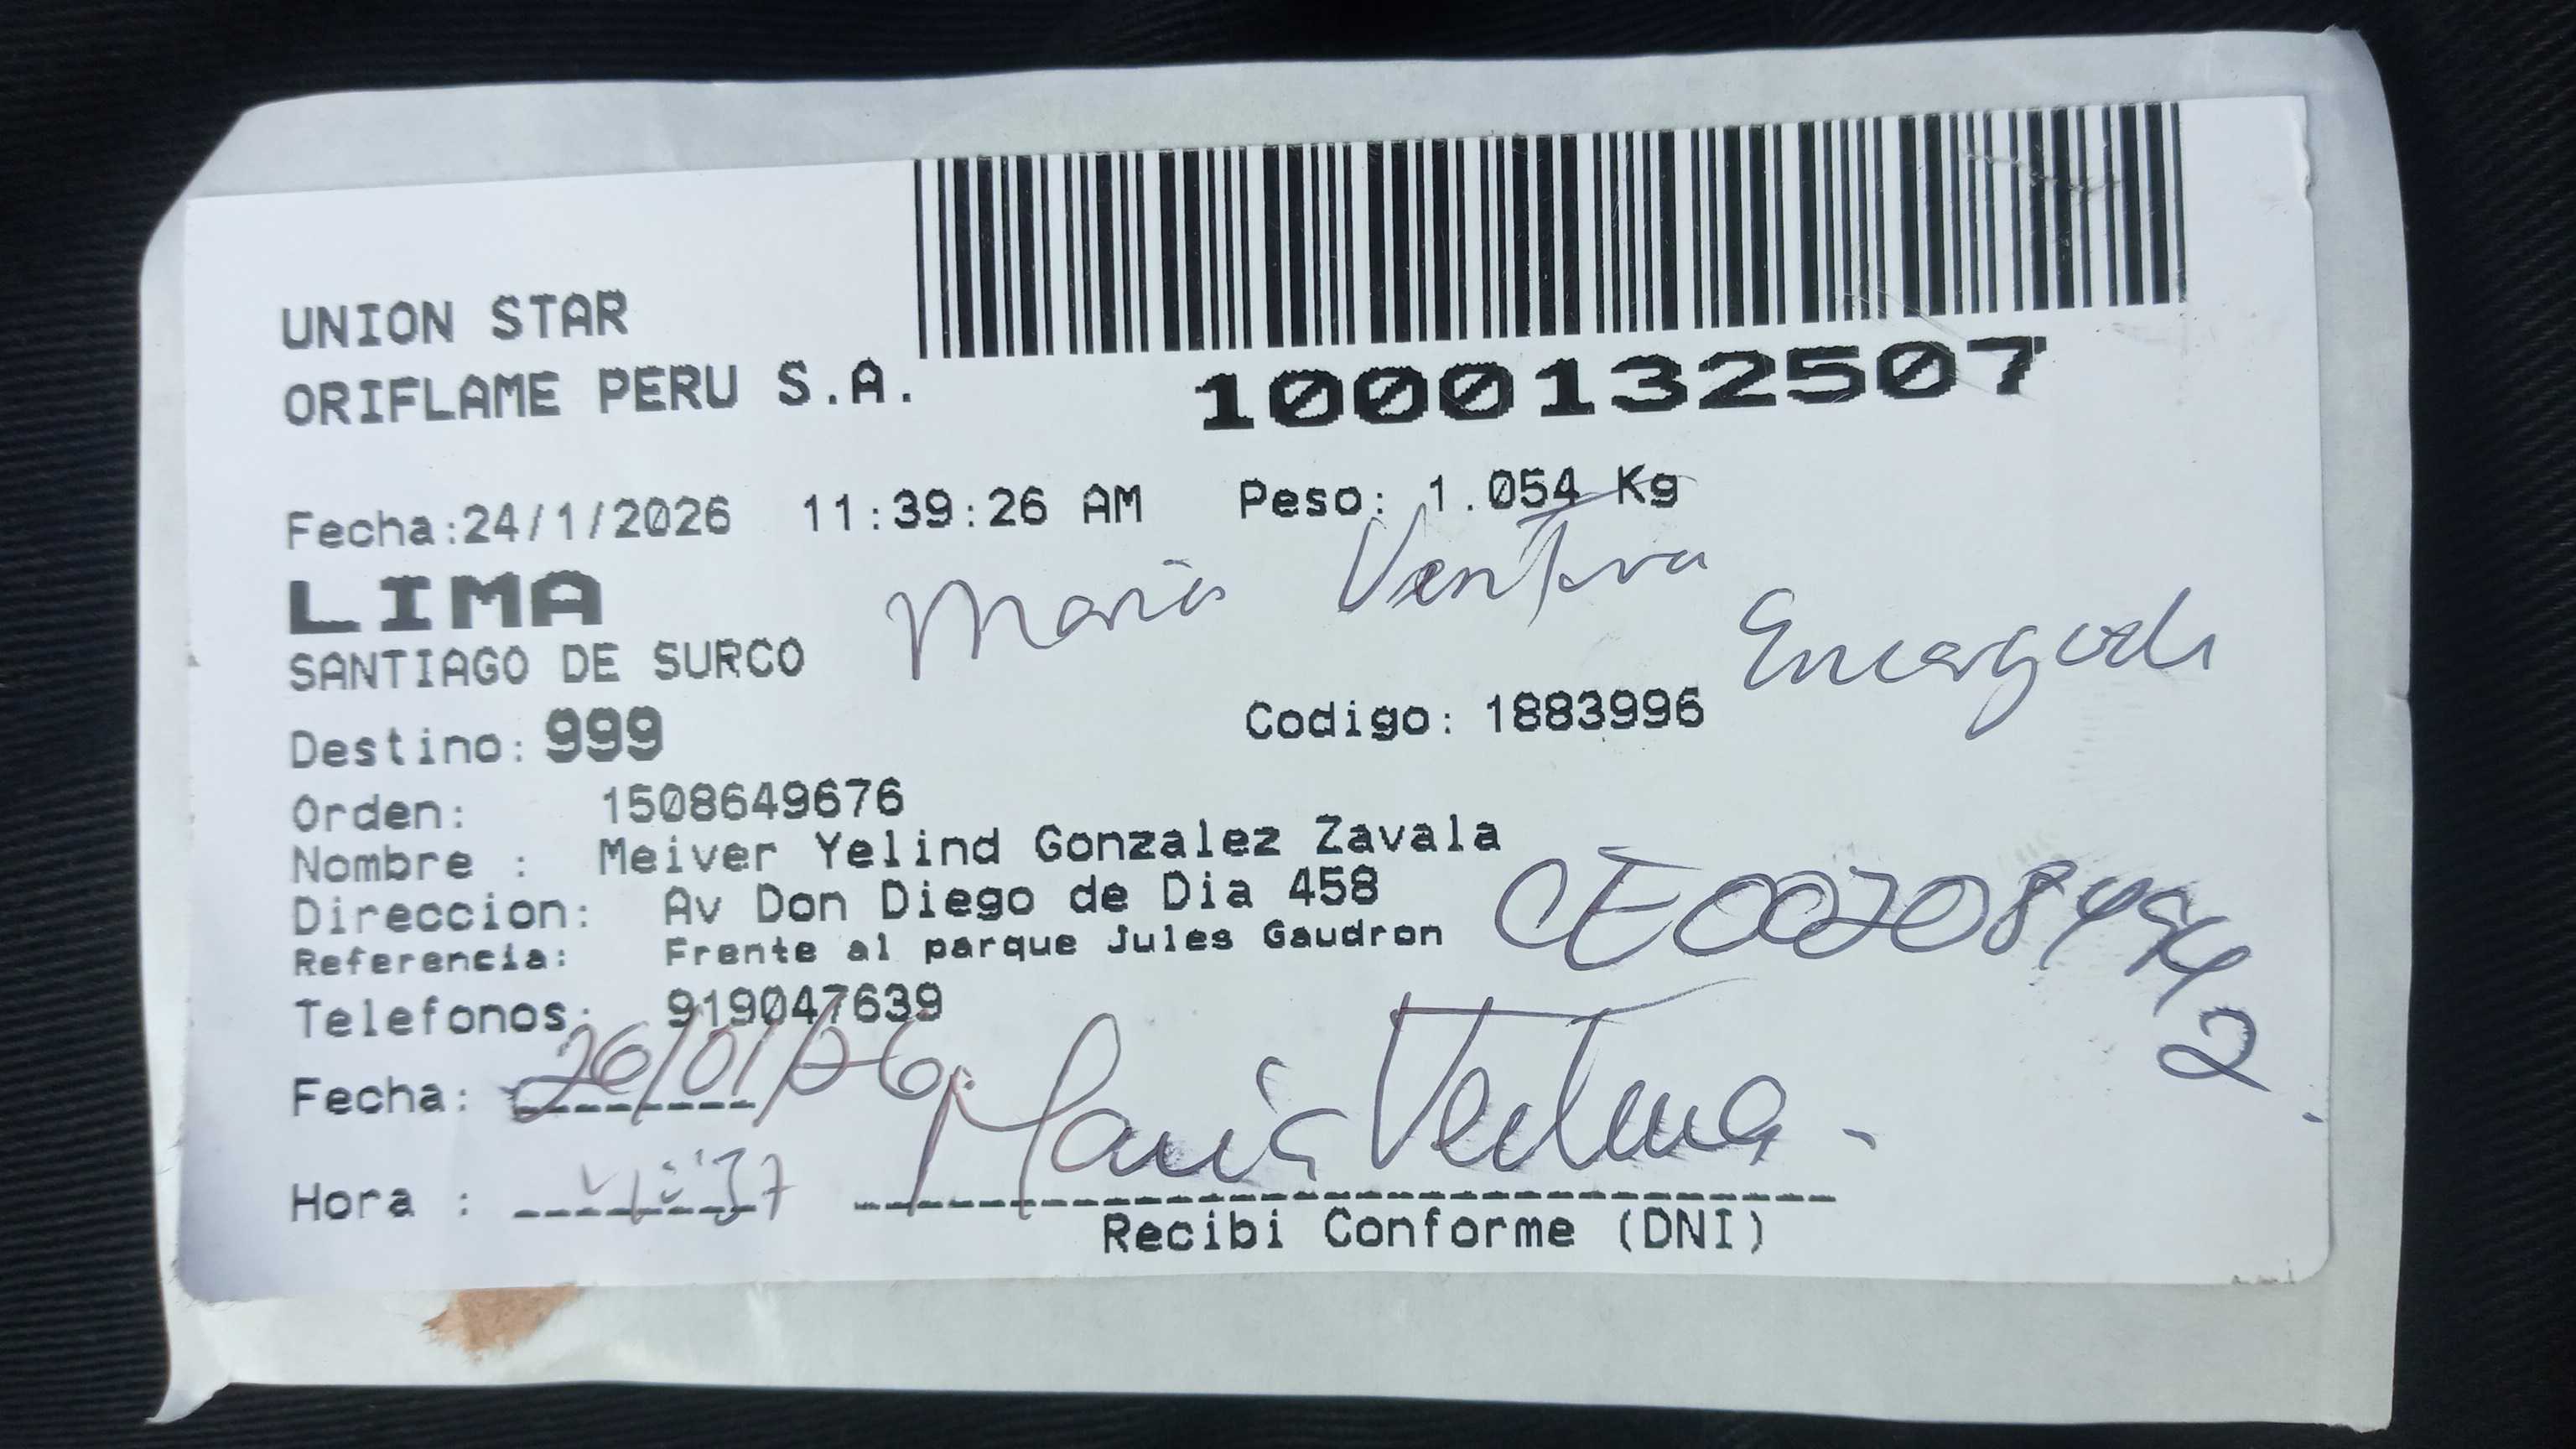 UNION STAR
ORIFLAME PERU S.A.
1000132507
Fecha:24/1/2026 11:39:26 AM Peso: 1.054 Kg
LIMA
Maria Ventura
Encargada
SANTIAGO DE SURCO
Destino: 999 Codigo: 1883996
Orden: 1508649676
Nombre : Meiver Yelind Gonzalez Zavala
Direccion: Av Don Diego de Dia 458
Referencia: Frente al parque Jules Gaudron
Telefonos: 919047639
Fecha: 26/01/26.
Maria Ventura.
Hora :
Recibi Conforme (DNI)